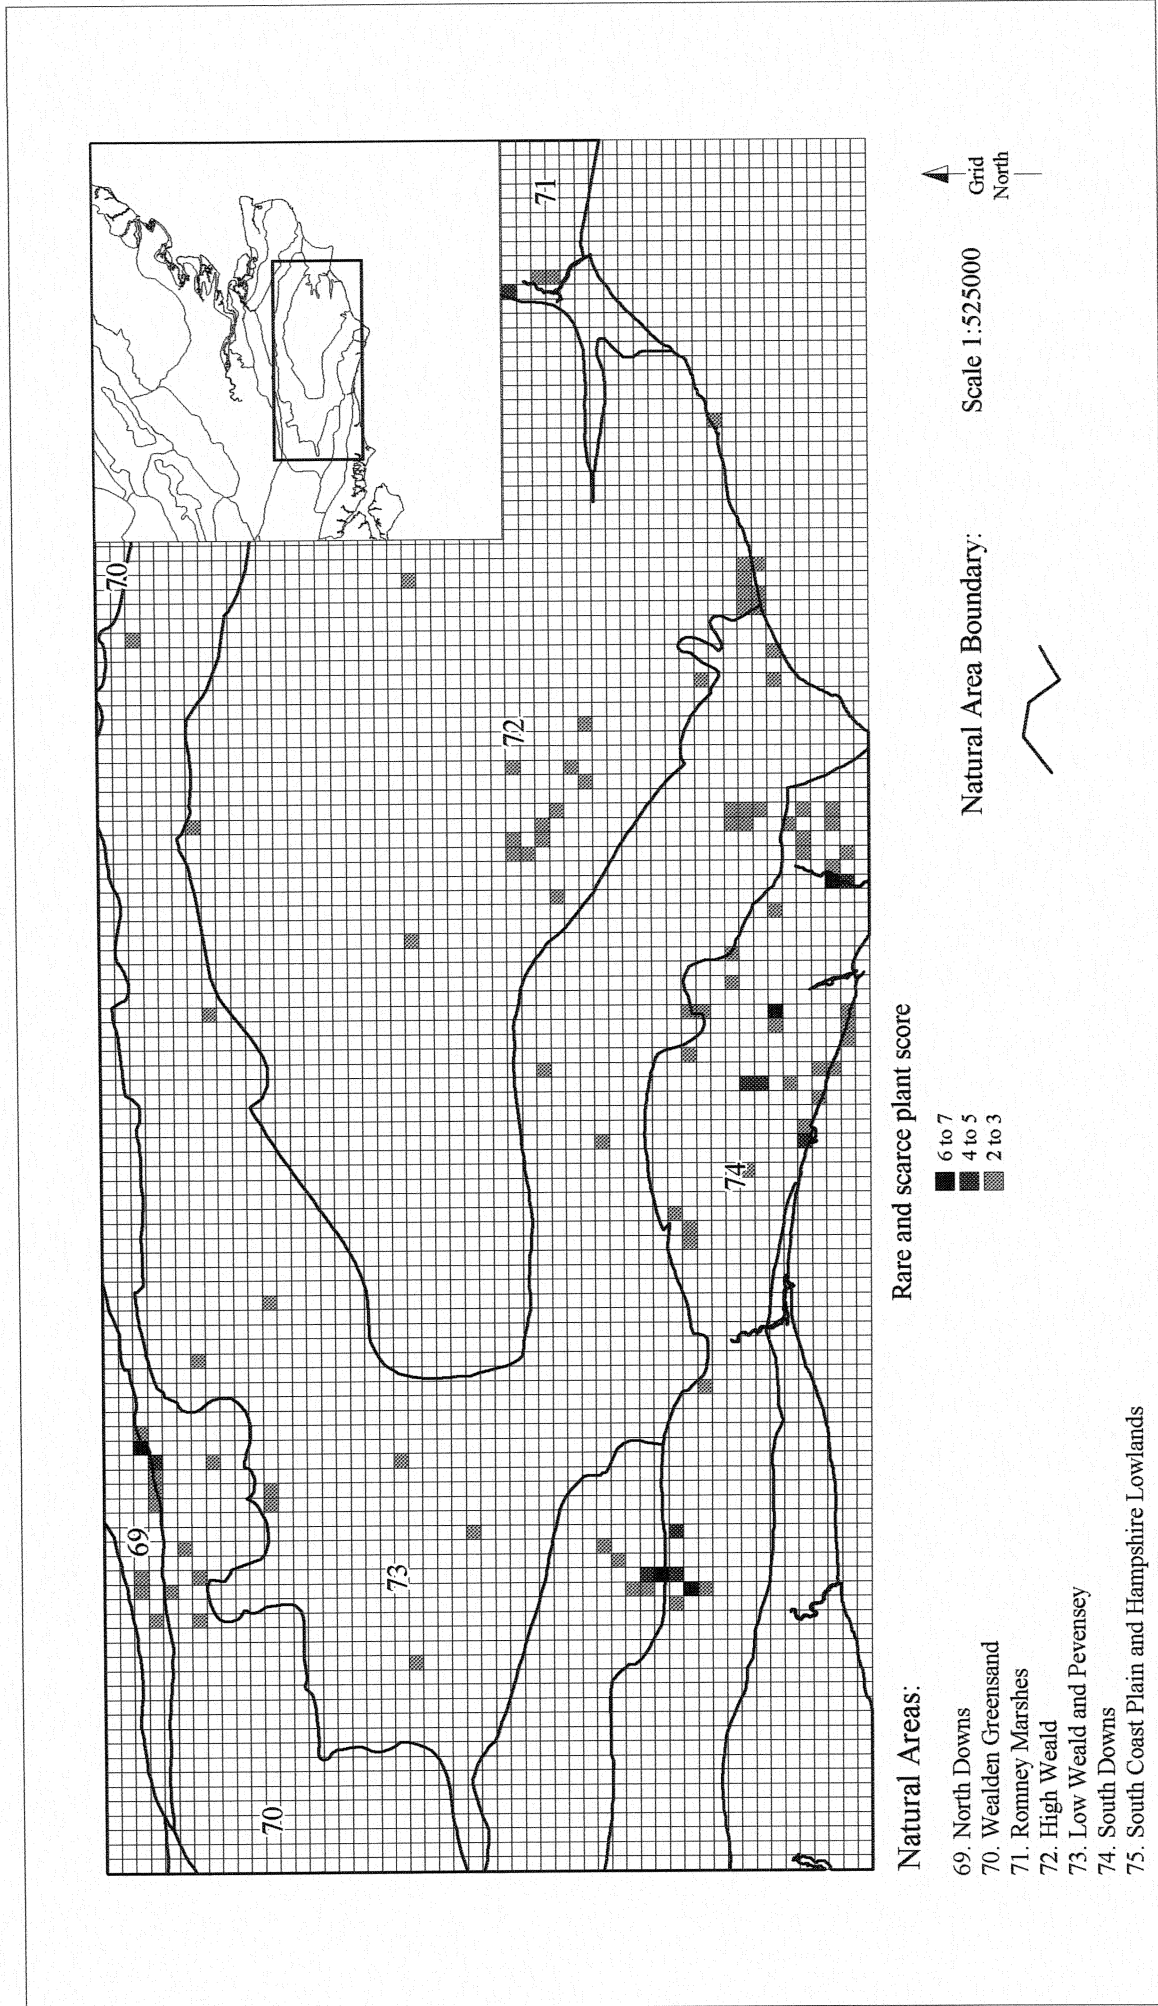 69
70
70
71
72
73
74
Natural Areas:
69. North Downs
70. Wealden Greensand
71. Romney Marshes
72. High Weald
73. Low Weald and Pevensey
74. South Downs
75. South Coast Plain and Hampshire Lowlands
Rare and scarce plant score
6 to 7
4 to 5
2 to 3
Natural Area Boundary:
Scale 1:525000
Grid
North